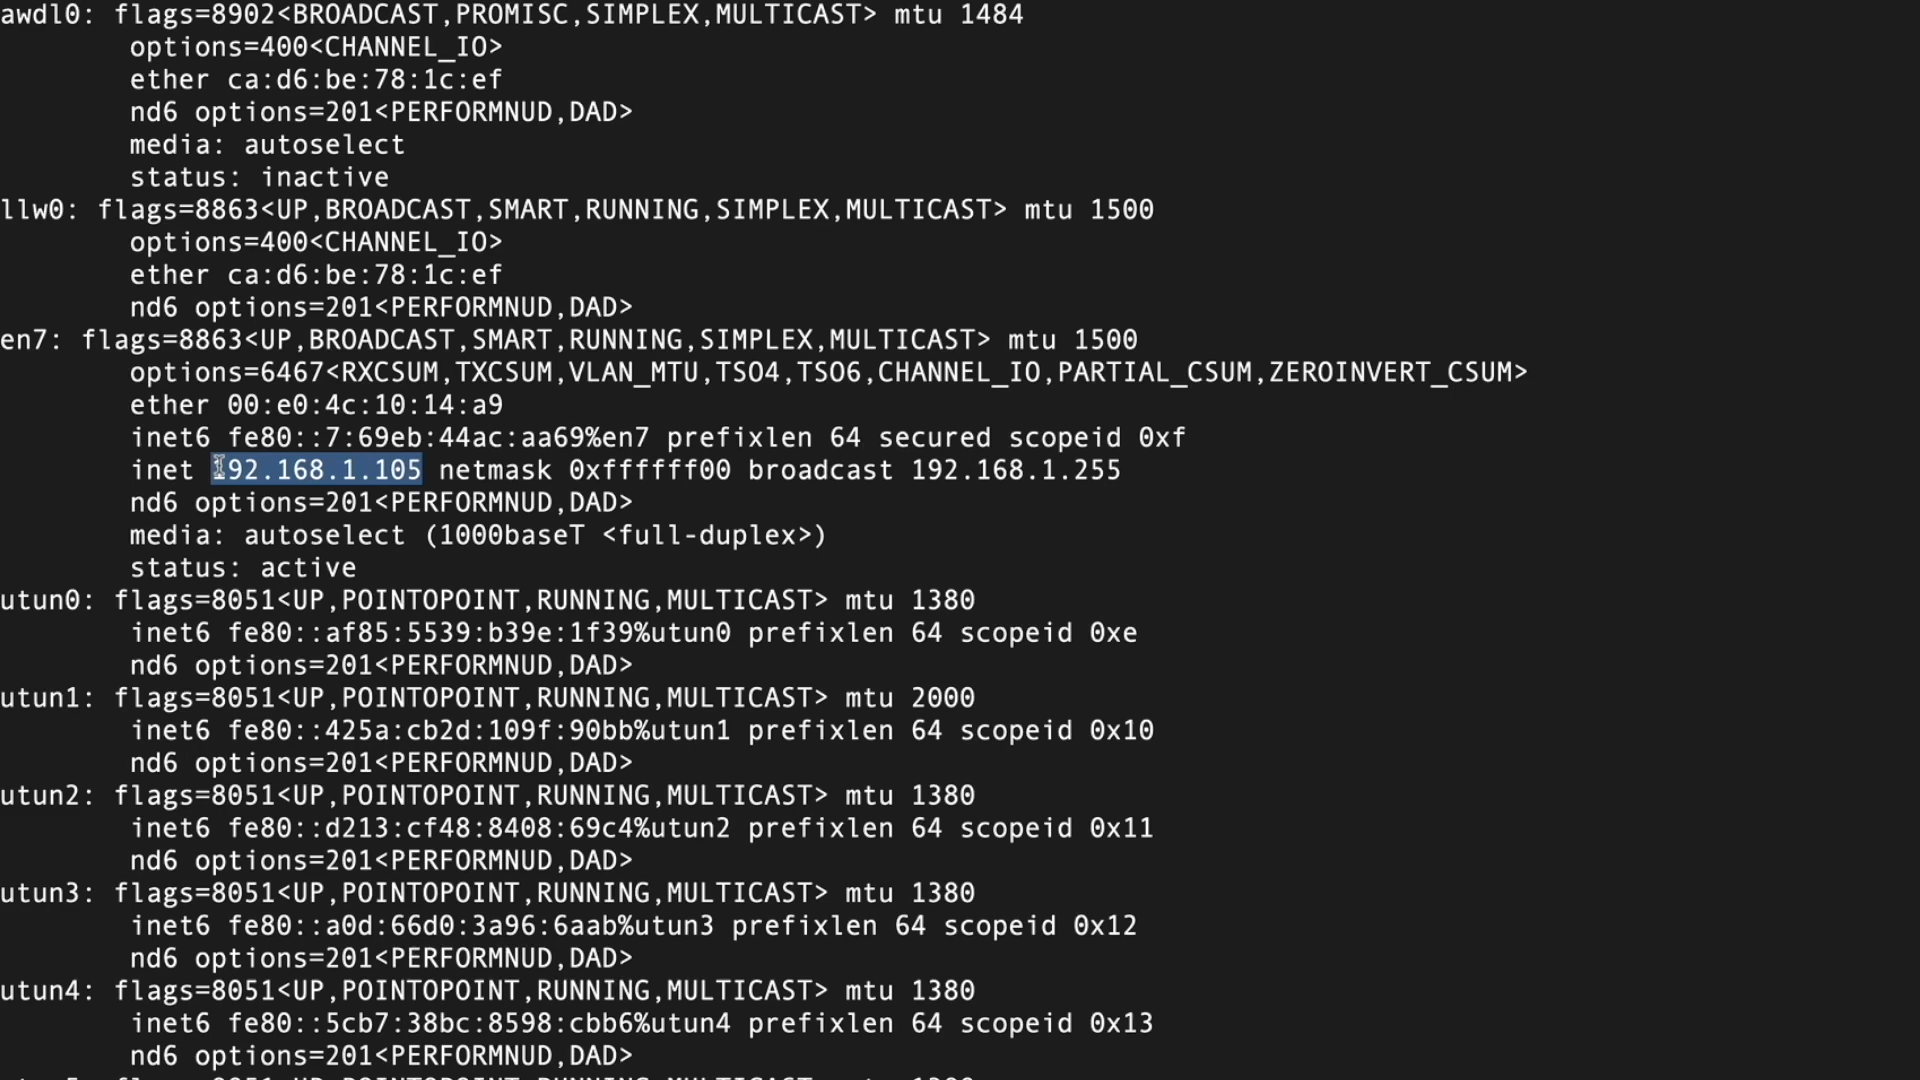 awdl0: flags=8902<BROADCAST,PROMISC,SIMPLEX,MULTICAST> mtu 1484
options=400<CHANNEL_IO>
ether ca:d6:be:78:1c:ef
nd6 options=201<PERFORMNUD,DAD>
media: autoselect
status: inactive
llw0: flags=8863<UP,BROADCAST,SMART,RUNNING,SIMPLEX,MULTICAST> mtu 1500
options=400<CHANNEL_IO>
ether ca:d6:be:78:1c:ef
nd6 options=201<PERFORMNUD,DAD>
en7: flags=8863<UP,BROADCAST,SMART,RUNNING,SIMPLEX,MULTICAST> mtu 1500
options=6467<RXCSUM,TXCSUM,VLAN_MTU,TSO4,TSO6,CHANNEL_IO,PARTIAL_CSUM,ZEROINVERT_CSUM>
ether 00:e0:4c:10:14:a9
inet6 fe80::7:69eb:44ac:aa69%en7 prefixlen 64 secured scopeid 0xf
inet 192.168.1.105 netmask 0xffffff00 broadcast 192.168.1.255
nd6 options=201<PERFORMNUD,DAD>
media: autoselect (1000baseT <full-duplex>)
status: active
utun0: flags=8051<UP,POINTOPOINT,RUNNING,MULTICAST> mtu 1380
inet6 fe80::af85:5539:b39e:1f39%utun0 prefixlen 64 scopeid 0xe
nd6 options=201<PERFORMNUD,DAD>
utun1: flags=8051<UP,POINTOPOINT,RUNNING,MULTICAST> mtu 2000
inet6 fe80::425a:cb2d:109f:90bb%utun1 prefixlen 64 scopeid 0x10
nd6 options=201<PERFORMNUD,DAD>
utun2: flags=8051<UP,POINTOPOINT,RUNNING,MULTICAST> mtu 1380
inet6 fe80::d213:cf48:8408:69c4%utun2 prefixlen 64 scopeid 0x11
nd6 options=201<PERFORMNUD,DAD>
utun3: flags=8051<UP,POINTOPOINT,RUNNING,MULTICAST> mtu 1380
inet6 fe80::a0d:66d0:3a96:6aab%utun3 prefixlen 64 scopeid 0x12
nd6 options=201<PERFORMNUD,DAD>
utun4: flags=8051<UP,POINTOPOINT,RUNNING,MULTICAST> mtu 1380
inet6 fe80::5cb7:38bc:8598:cbb6%utun4 prefixlen 64 scopeid 0x13
nd6 options=201<PERFORMNUD,DAD>